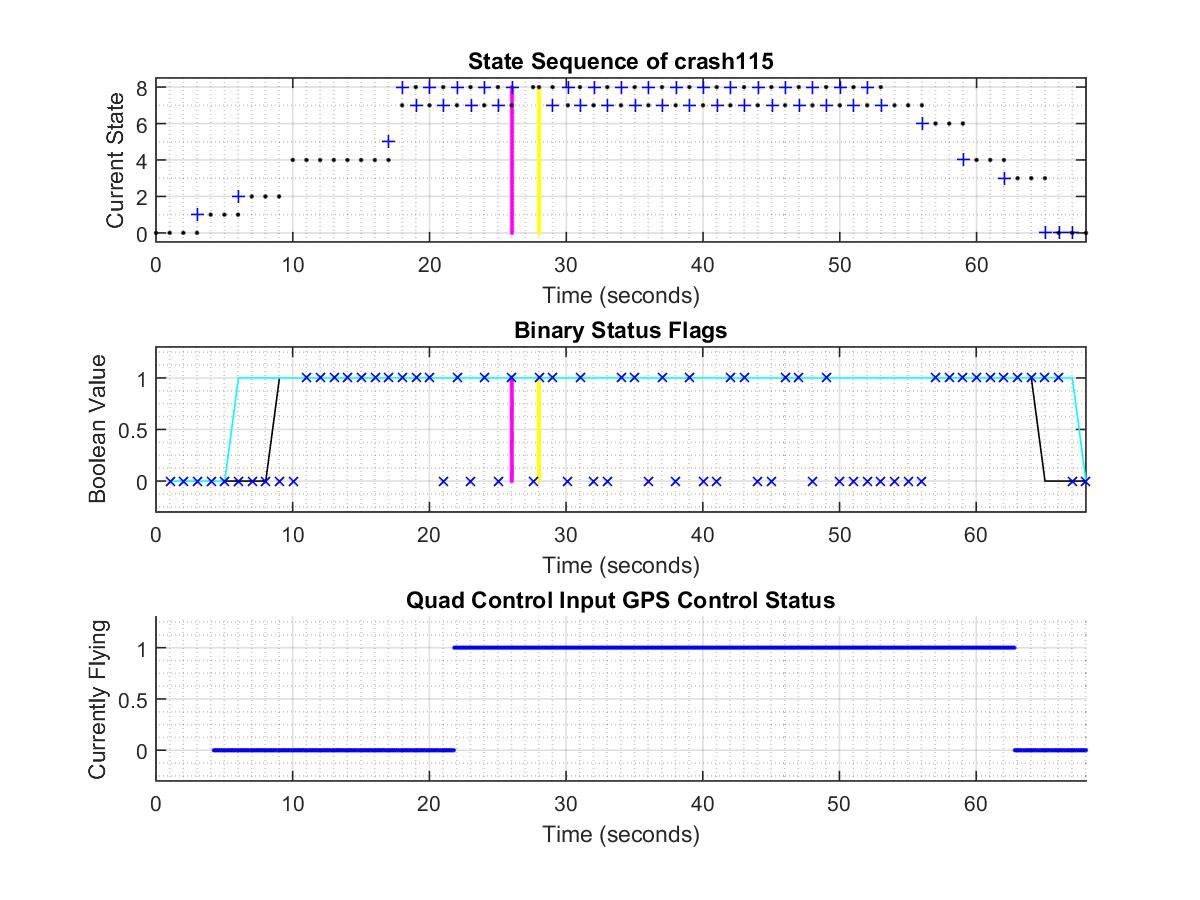 State Sequence of crash115
8
6
4
2
0
Current State
0 10 20 30 40 50 60
Time (seconds)
Binary Status Flags
1
0.5
0
Boolean Value
0 10 20 30 40 50 60
Time (seconds)
Quad Control Input GPS Control Status
1
0.5
0
Currently Flying
0 10 20 30 40 50 60
Time (seconds)